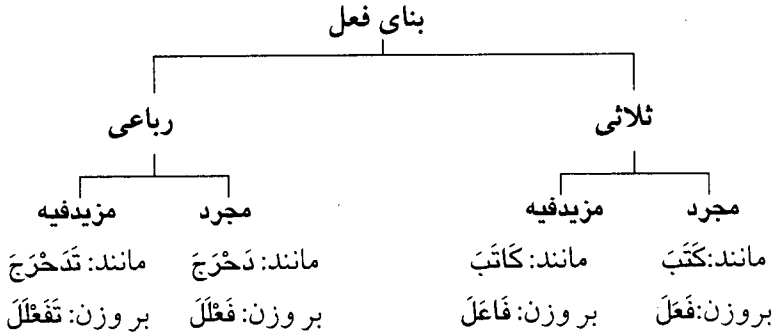 بنای فعل
ثلاثی رباعی
مجرد مزیدفیه مجرد مزیدفیه
مانند:كَتَبَ مانند: كَاتَبَ مانند: دَحْرَجَ مانند: تَدَحْرَجَ
بروزن:فَعَلَ بر وزن: فَاعَلَ بر وزن: فَعْلَلَ بر وزن: تَفَعْلَلَ